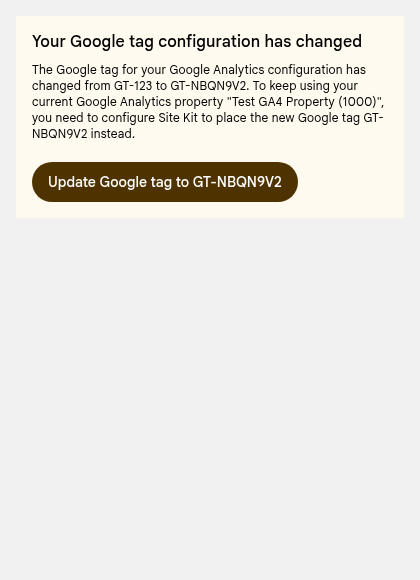 Your Google tag configuration has changed
The Google tag for your Google Analytics configuration has
changed from GT-123 to GT-NBQN9V2. To keep using your
current Google Analytics property "Test GA4 Property (1000)",
you need to configure Site Kit to place the new Google tag GT-
NBQN9V2 instead.
Update Google tag to GT-NBQN9V2